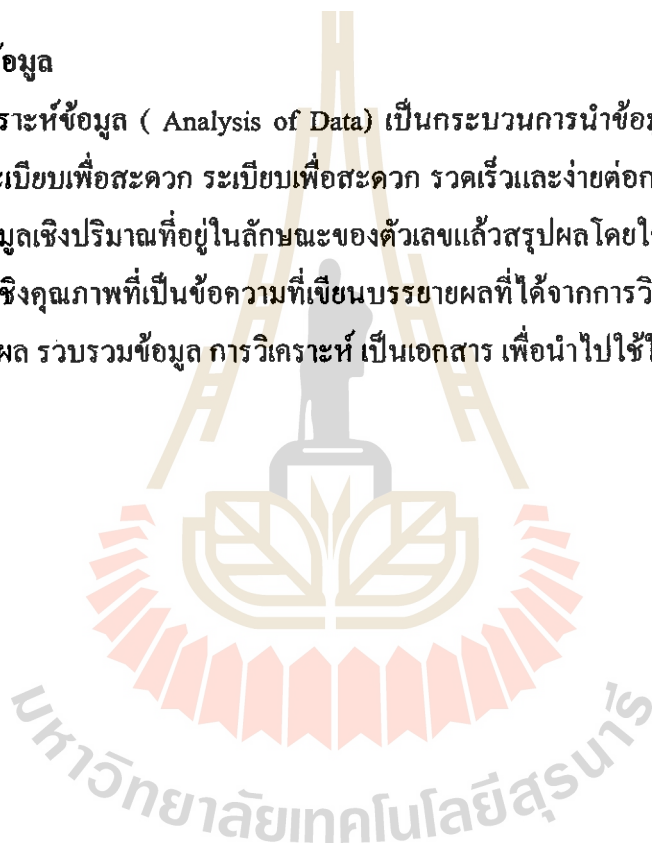 ข้อมูล
ราะห์ข้อมูล ( Analysis of Data) เป็นกระบวนการนำข้อม
ะเบียบเพื่อสะดวก ระเบียบเพื่อสะดวก รวดเร็วและง่ายต่อก
มูลเชิงปริมาณที่อยู่ในลักษณะของตัวเลขแล้วสรุปผลโดยใช
ชิงคุณภาพที่เป็นข้อความที่เขียนบรรยายผลที่ได้จากการวิ
ผล รวบรวมข้อมูล การวิเคราะห์ เป็นเอกสาร เพื่อนำไปใช้ใ
มหาวิทยาลัยเทคโนโลยีสุรนารี